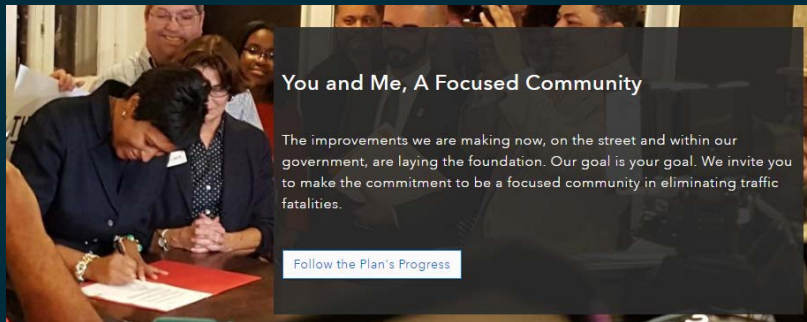 You and Me, A Focused Community
The improvements we are making now, on the street and within our
government, are laying the foundation. Our goal is your goal. We invite you
to make the commitment to be a focused community in eliminating traffic
fatalities.
Follow the Plan's Progress